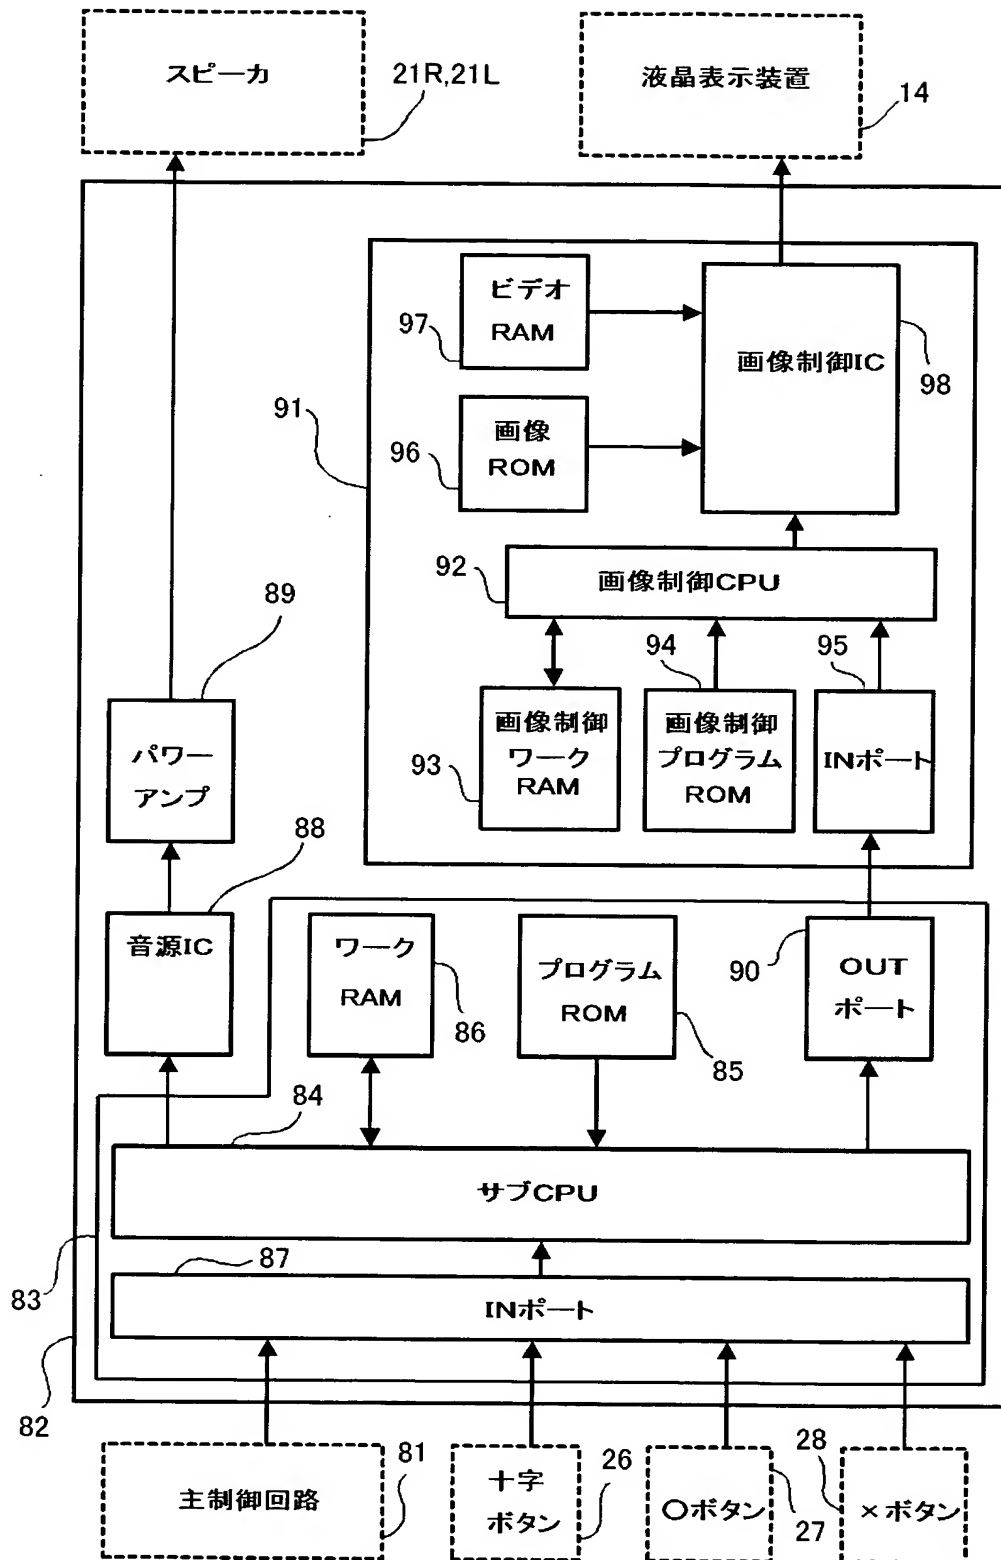 スピーカ
21R,21L
液晶表示装置
14
ビデオ
RAM
97
画像制御IC
98
91
画像
ROM
96
92
画像制御CPU
89
94
95
パワー
アンプ
画像制御
ワーク
RAM
93
画像制御
プログラム
ROM
INポート
88
音源IC
ワーク
RAM
86
プログラム
ROM
85
90
OUT
ポート
84
サブCPU
87
83
INポート
82
主制御回路
81
十字
ボタン
26
〇ボタン
27
28
×ボタン